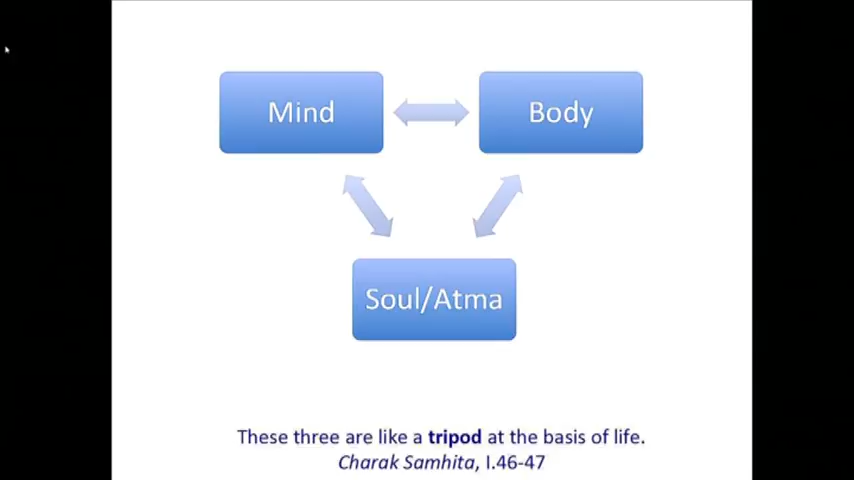 Mind
Body
Soul/Atma
These three are like a tripod at the basis of life.
Charak Samhita, I.46-47